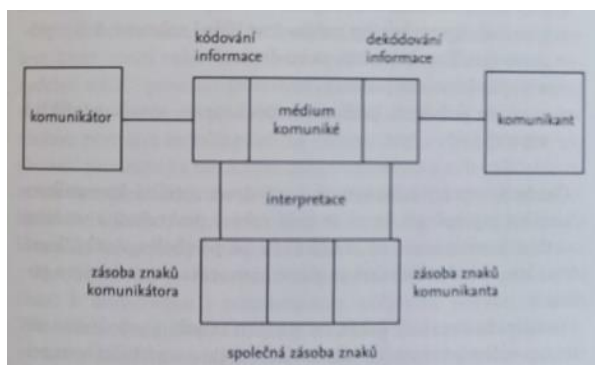 kódování
informace
dekódování
informace
komunikátor
médium
komuniké
komunikant
interpretace
zásoba znaků
komunikátora
zásoba znaků
komunikanta
společná zásoba znaků